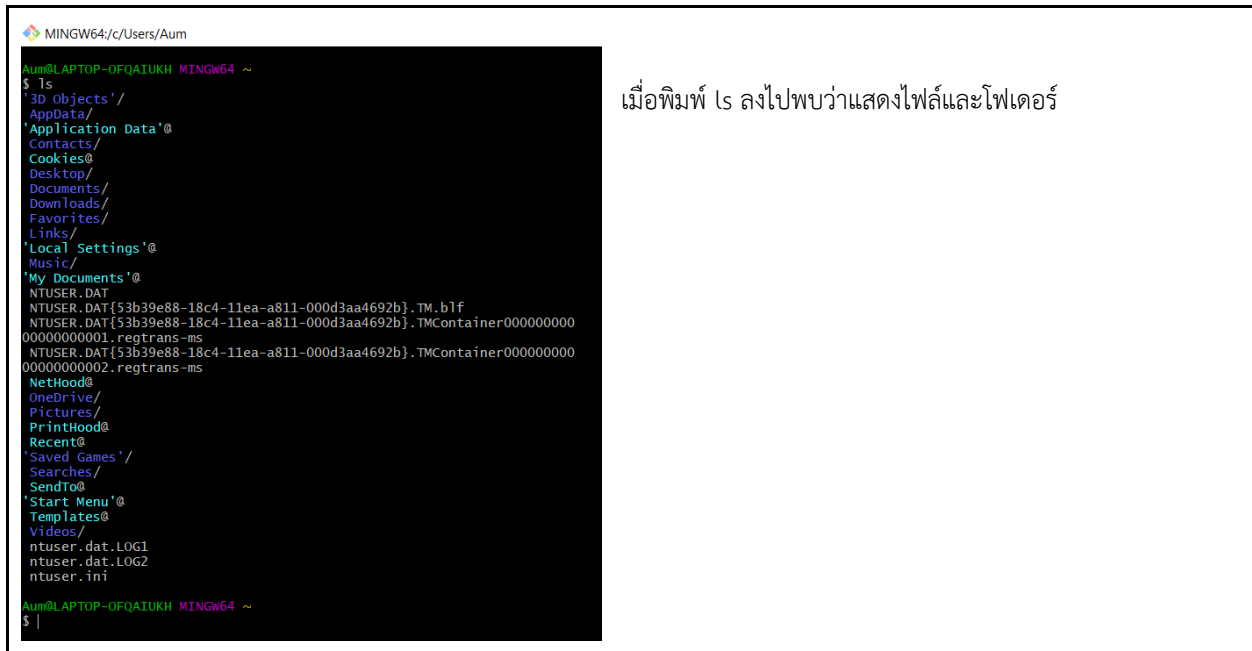 MINGW64:/c/Users/Aum
Aum@LAPTOP-OFQAIUKH MINGW64 ~
$ ls
'3D Objects'/
AppData/
'Application Data'@
Contacts/
Cookies@
Desktop/
Documents/
Downloads/
Favorites/
Links/
'Local Settings'@
Music/
'My Documents'@
NTUSER.DAT
NTUSER.DAT{53b39e88-18c4-11ea-a811-000d3aa4692b}.TM.blf
NTUSER.DAT{53b39e88-18c4-11ea-a811-000d3aa4692b}.TMContainer000000000
00000000001.regtrans-ms
NTUSER.DAT{53b39e88-18c4-11ea-a811-000d3aa4692b}.TMContainer000000000
00000000002.regtrans-ms
NetHood@
OneDrive/
Pictures/
PrintHood@
Recent@
'Saved Games'/
Searches/
SendTo@
'Start Menu'@
Templates@
Videos/
ntuser.dat.LOG1
ntuser.dat.LOG2
ntuser.ini
Aum@LAPTOP-OFQAIUKH MINGW64 ~
$
เมื่อพิมพ์ ls ลงไปพบว่าแสดงไฟล์และโฟเดอร์